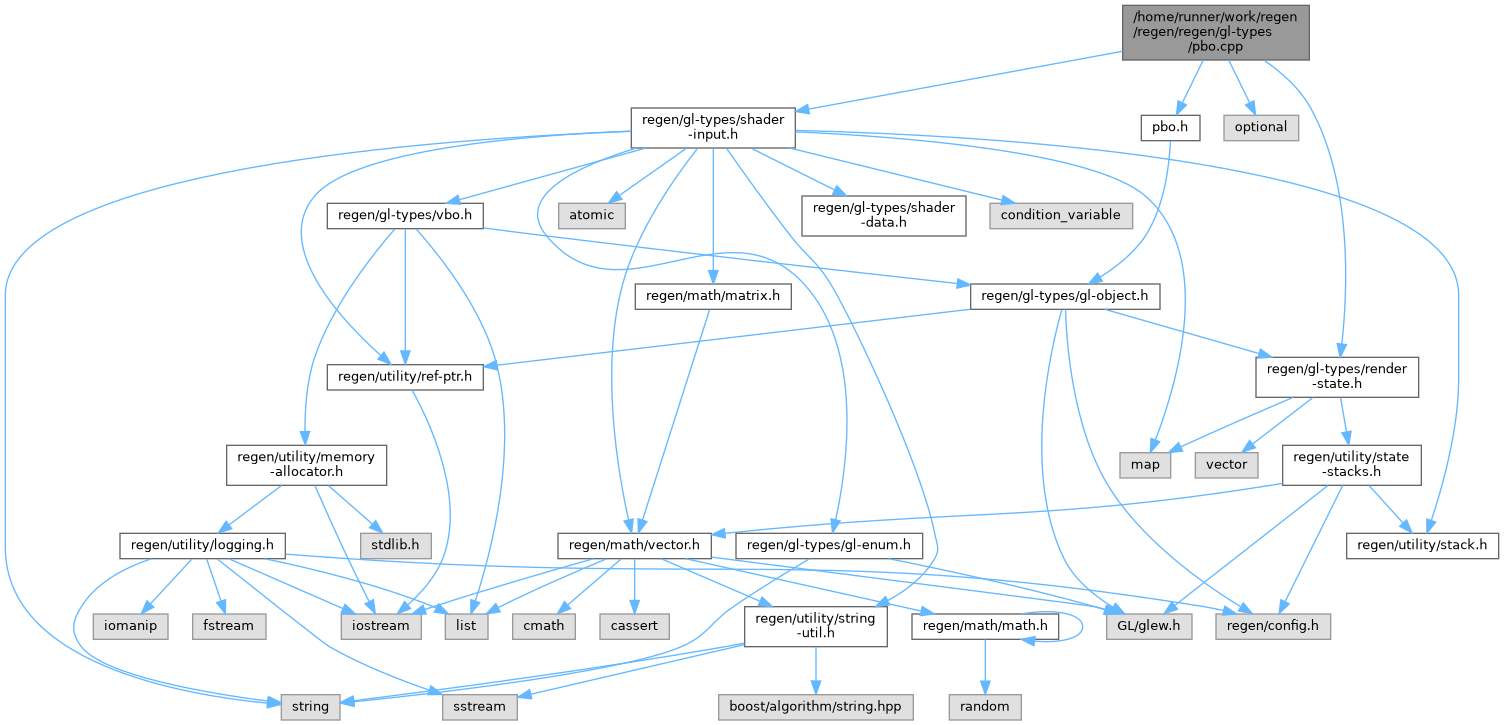 /home/runner/work/regen
/regen/regen/gl-types
/pbo.cpp
regen/gl-types/shader
-input.h
pbo.h
optional
regen/gl-types/vbo.h
atomic
regen/gl-types/shader
-data.h
condition_variable
regen/math/matrix.h
regen/gl-types/gl-object.h
regen/utility/ref-ptr.h
regen/gl-types/render
-state.h
regen/utility/memory
-allocator.h
map
vector
regen/utility/state
-stacks.h
regen/utility/logging.h
stdlib.h
regen/math/vector.h
regen/gl-types/gl-enum.h
regen/utility/stack.h
iomanip
fstream
iostream
list
cmath
cassert
regen/utility/string
-util.h
regen/math/math.h
GL/glew.h
regen/config.h
string
sstream
boost/algorithm/string.hpp
random